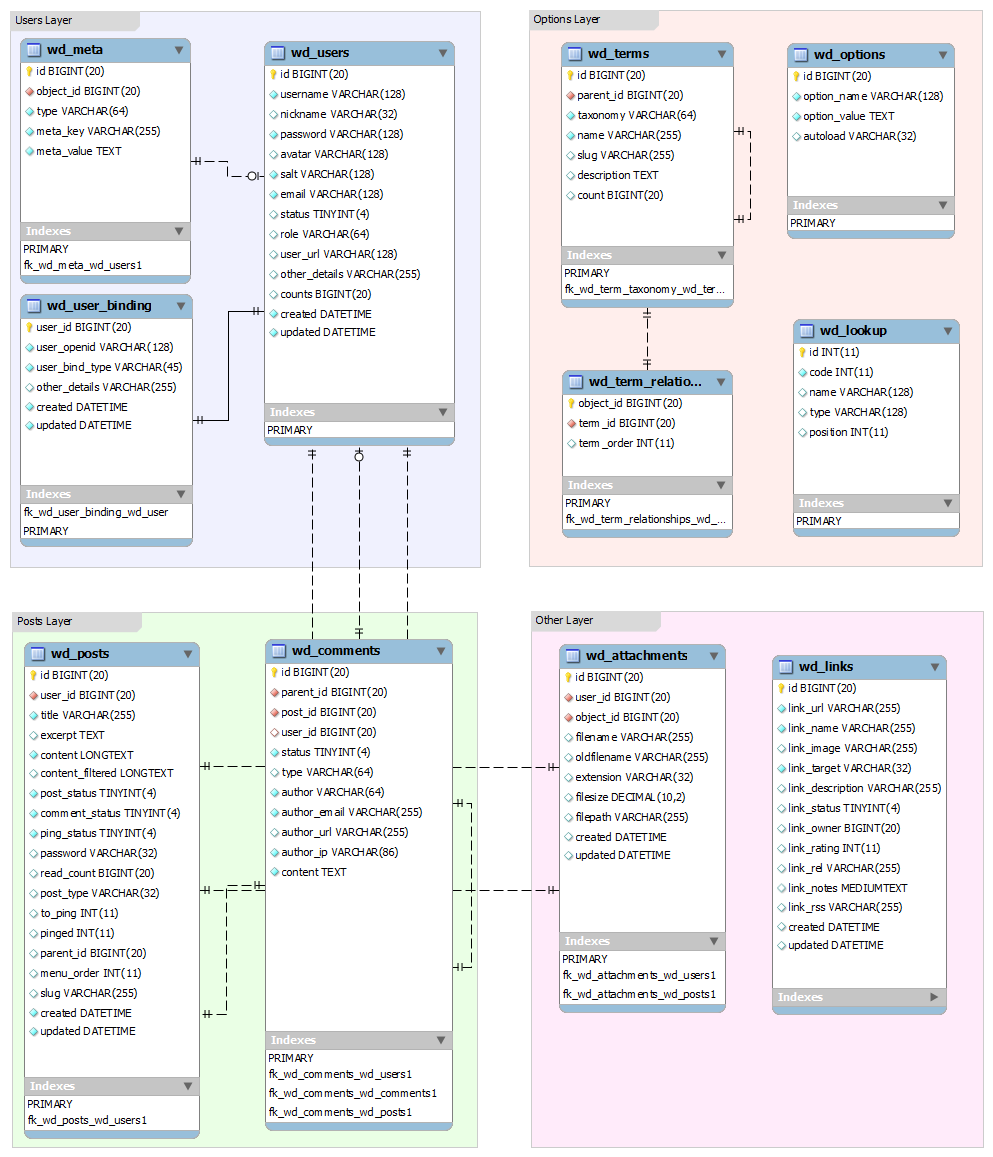 Users Layer
wd_meta
id BIGINT(20)
object_id BIGINT(20)
type VARCHAR(64)
meta_key VARCHAR(255)
meta_value TEXT
Indexes
PRIMARY
fk_wd_meta_wd_users1
wd_users
id BIGINT(20)
username VARCHAR(128)
nickname VARCHAR(32)
password VARCHAR(128)
avatar VARCHAR(128)
salt VARCHAR(128)
email VARCHAR(128)
status TINYINT(4)
role VARCHAR(64)
user_url VARCHAR(128)
other_details VARCHAR(255)
counts BIGINT(20)
created DATETIME
updated DATETIME
Indexes
PRIMARY
wd_user_binding
user_id BIGINT(20)
user_openid VARCHAR(128)
user_bind_type VARCHAR(45)
other_details VARCHAR(255)
created DATETIME
updated DATETIME
Indexes
fk_wd_user_binding_wd_user
PRIMARY
Options Layer
wd_terms
id BIGINT(20)
parent_id BIGINT(20)
taxonomy VARCHAR(64)
name VARCHAR(255)
slug VARCHAR(255)
description TEXT
count BIGINT(20)
Indexes
PRIMARY
fk_wd_term_taxonomy_wd_ter...
wd_options
id BIGINT(20)
option_name VARCHAR(128)
option_value TEXT
autoload VARCHAR(32)
Indexes
PRIMARY
wd_term_relatio...
object_id BIGINT(20)
term_id BIGINT(20)
term_order INT(11)
Indexes
PRIMARY
fk_wd_term_relationships_wd_...
wd_lookup
id INT(11)
code INT(11)
name VARCHAR(128)
type VARCHAR(128)
position INT(11)
Indexes
PRIMARY
Posts Layer
wd_posts
id BIGINT(20)
user_id BIGINT(20)
title VARCHAR(255)
excerpt TEXT
content LONGTEXT
content_filtered LONGTEXT
post_status TINYINT(4)
comment_status TINYINT(4)
ping_status TINYINT(4)
password VARCHAR(32)
read_count BIGINT(20)
post_type VARCHAR(32)
to_ping INT(11)
pinged INT(11)
parent_id BIGINT(20)
menu_order INT(11)
slug VARCHAR(255)
created DATETIME
updated DATETIME
Indexes
PRIMARY
fk_wd_posts_wd_users1
wd_comments
id BIGINT(20)
parent_id BIGINT(20)
post_id BIGINT(20)
user_id BIGINT(20)
status TINYINT(4)
type VARCHAR(64)
author VARCHAR(64)
author_email VARCHAR(255)
author_url VARCHAR(255)
author_ip VARCHAR(86)
content TEXT
Indexes
PRIMARY
fk_wd_comments_wd_users1
fk_wd_comments_wd_comments1
fk_wd_comments_wd_posts1
Other Layer
wd_attachments
id BIGINT(20)
user_id BIGINT(20)
object_id BIGINT(20)
filename VARCHAR(255)
oldfilename VARCHAR(255)
extension VARCHAR(32)
filesize DECIMAL(10,2)
filepath VARCHAR(255)
created DATETIME
updated DATETIME
Indexes
PRIMARY
fk_wd_attachments_wd_users1
fk_wd_attachments_wd_posts1
wd_links
id BIGINT(20)
link_url VARCHAR(255)
link_name VARCHAR(255)
link_image VARCHAR(255)
link_target VARCHAR(32)
link_description VARCHAR(255)
link_status TINYINT(4)
link_owner BIGINT(20)
link_rating INT(11)
link_rel VARCHAR(255)
link_notes MEDIUMTEXT
link_rss VARCHAR(255)
created DATETIME
updated DATETIME
Indexes